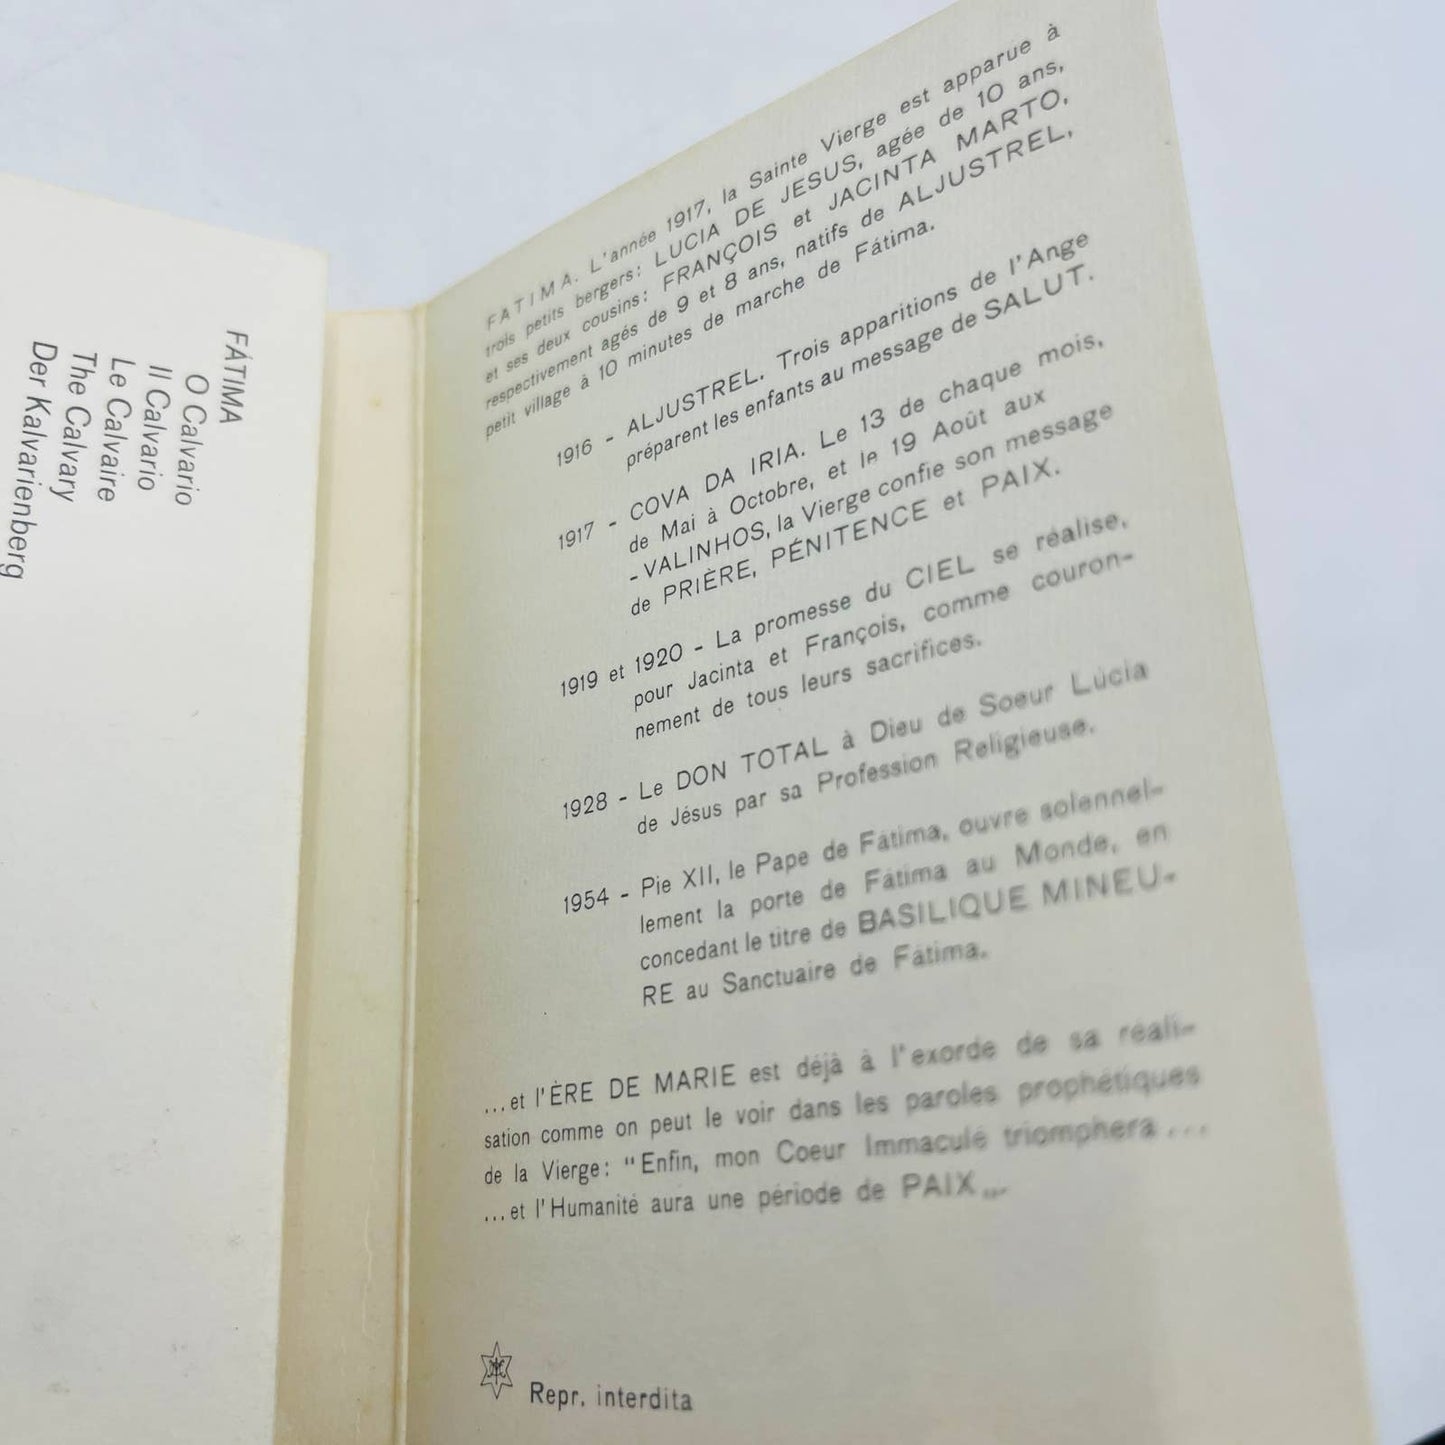 FÁTIMA
O Calvario
Il Calvario
Le Calvaire
The Calvary
Der Kalvarienberg
FATIMA. L'année 1917, la Sainte Vierge est apparue à
trois petits bergers: LUCIA DE JESUS, agée de 10 ans,
et ses deux cousins: FRANÇOIS et JACINTA MARTO,
respectivement agés de 9 et 8 ans, natifs de ALJUSTREL,
petit village à 10 minutes de marche de Fátima.
1916 - ALJUSTREL. Trois apparitions de l'Ange
préparent les enfants au message de SALUT.
1917 - COVA DA IRIA. Le 13 de chaque mois,
de Mai à Octobre, et le 19 Août aux
-VALINHOS, la Vierge confie son message
de PRIÈRE, PÉNITENCE et PAIX.
1919 et 1920 - La promesse du CIEL se réalise,
pour Jacinta et François, comme couron-
nement de tous leurs sacrifices.
1928 - Le DON TOTAL à Dieu de Soeur Lúcia
de Jésus par sa Profession Religieuse.
1954 - Pie XII, le Pape de Fátima, ouvre solennel-
lement la porte de Fátima au Monde, en
concedant le titre de BASILIQUE MINEU-
RE au Sanctuaire de Fátima.
...et l'ÈRE DE MARIE est déjà à l'exorde de sa réali-
sation comme on peut le voir dans les paroles prophétiques
de la Vierge: "Enfin, mon Coeur Immaculé triomphera...
...et l'Humanité aura une période de PAIX„.
Repr. interdita